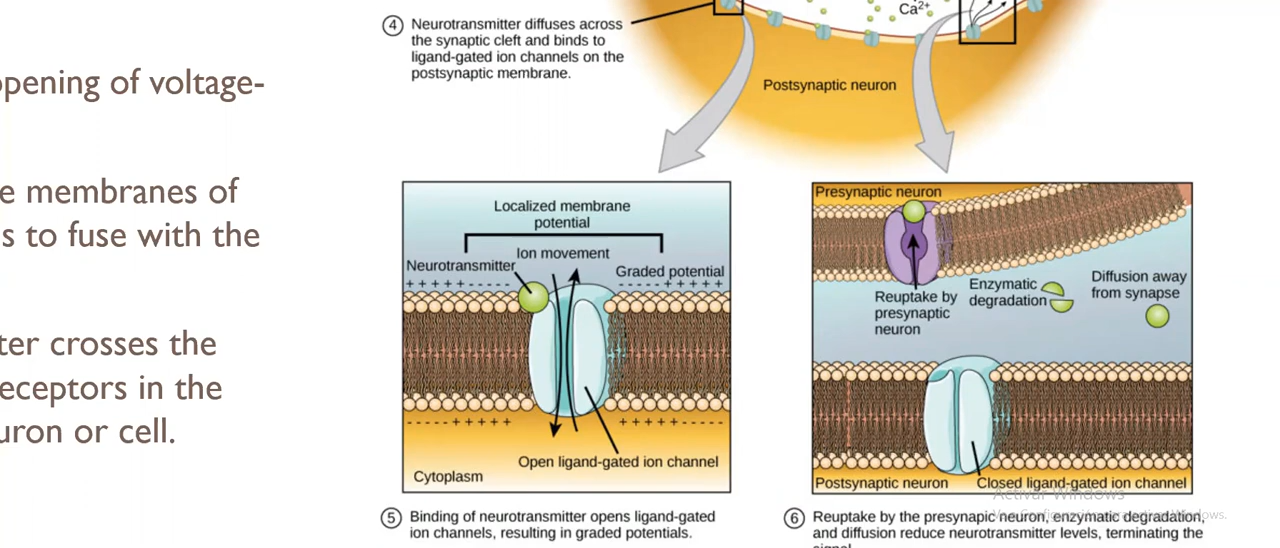 opening of voltage-
e membranes of
s to fuse with the
ter crosses the
eceptors in the
uron or cell.
4 Neurotransmitter diffuses across
the synaptic cleft and binds to
ligand-gated ion channels on the
postsynaptic membrane.
Ca2+
Postsynaptic neuron
Localized membrane
potential
Ion movement
Neurotransmitter
Graded potential
+ + + + + - - - - -
- - - - - + + + + +
- - - - - + + + + +
+ + + + + - - - - -
Open ligand-gated ion channel
Cytoplasm
5 Binding of neurotransmitter opens ligand-gated
ion channels, resulting in graded potentials.
Presynaptic neuron
Reuptake by
presynaptic
neuron
Enzymatic
degradation
Diffusion away
from synapse
Postsynaptic neuron
Closed ligand-gated ion channel
Activar Windows
6 Reuptake by the presynapic neuron, enzymatic degradation,
and diffusion reduce neurotransmitter levels, terminating the
signal